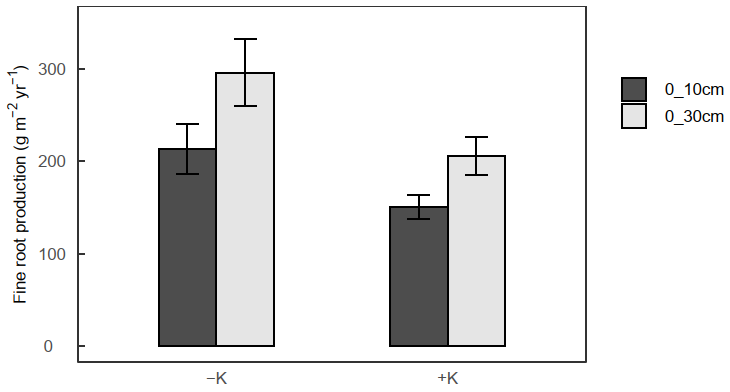 Fine root production (g m⁻² yr⁻¹)
300
200
100
0
−K
+K
0_10cm
0_30cm